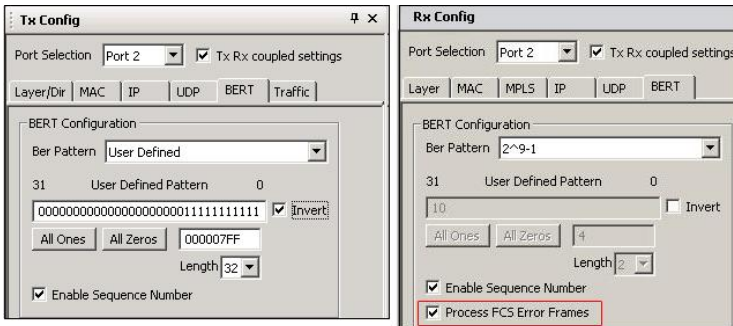 Tx Config
Port Selection Port 2 Tx Rx coupled settings
Layer/Dir MAC IP UDP BERT Traffic
BERT Configuration
Ber Pattern User Defined
31 User Defined Pattern 0
00000000000000000000011111111111 Invert
All Ones All Zeros 000007FF
Length 32
Enable Sequence Number
Rx Config
Port Selection Port 2 Tx Rx coupled settings
Layer MAC MPLS IP UDP BERT
BERT Configuration
Ber Pattern 2^9-1
31 User Defined Pattern 0
10 Invert
All Ones All Zeros 4
Length 2
Enable Sequence Number
Process FCS Error Frames